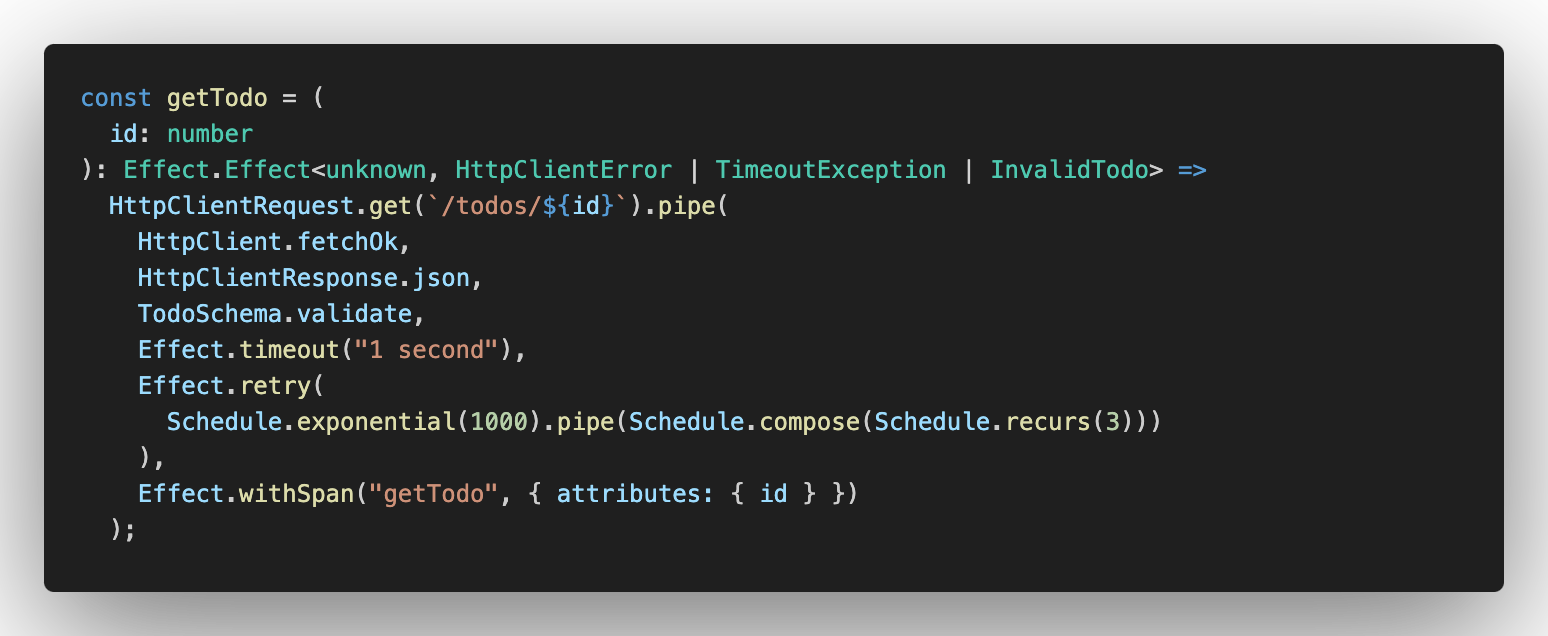 const getTodo = (
  id: number
): Effect.Effect<unknown, HttpClientError | TimeoutException | InvalidTodo> =>
  HttpClientRequest.get(`/todos/${id}`).pipe(
    HttpClient.fetchOk,
    HttpClientResponse.json,
    TodoSchema.validate,
    Effect.timeout("1 second"),
    Effect.retry(
      Schedule.exponential(1000).pipe(Schedule.compose(Schedule.recurs(3)))
    ),
    Effect.withSpan("getTodo", { attributes: { id } })
  );